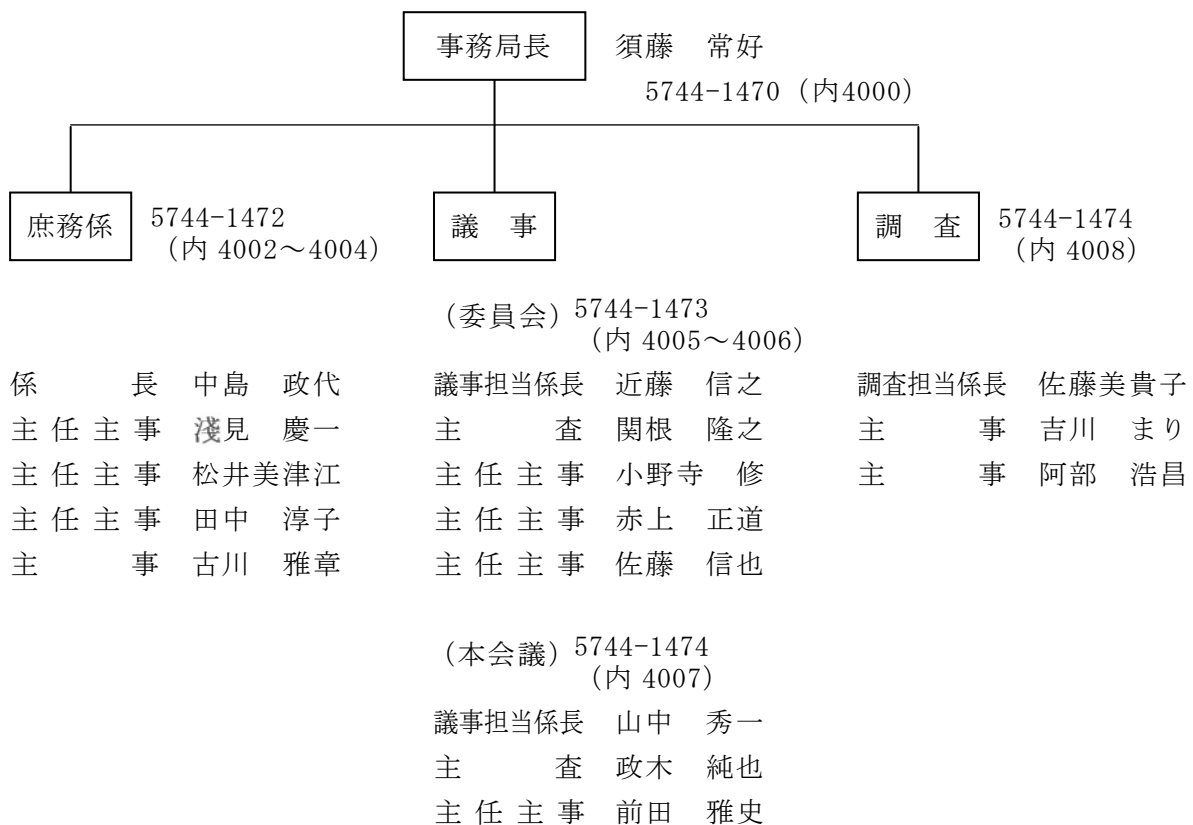 事務局長 須藤 常好
5744-1470（内4000）
庶務係 5744-1472
（内 4002～4004）
議 事
調 査 5744-1474
（内 4008）
（委員会）5744-1473
（内 4005～4006）
係 長 中島 政代
主任主事 淺見 慶一
主任主事 松井美津江
主任主事 田中 淳子
主 事 古川 雅章
議事担当係長 近藤 信之
主 査 関根 隆之
主任主事 小野寺 修
主任主事 赤上 正道
主任主事 佐藤 信也
調査担当係長 佐藤美貴子
主 事 吉川 まり
主 事 阿部 浩昌
（本会議）5744-1474
（内 4007）
議事担当係長 山中 秀一
主 査 政木 純也
主任主事 前田 雅史